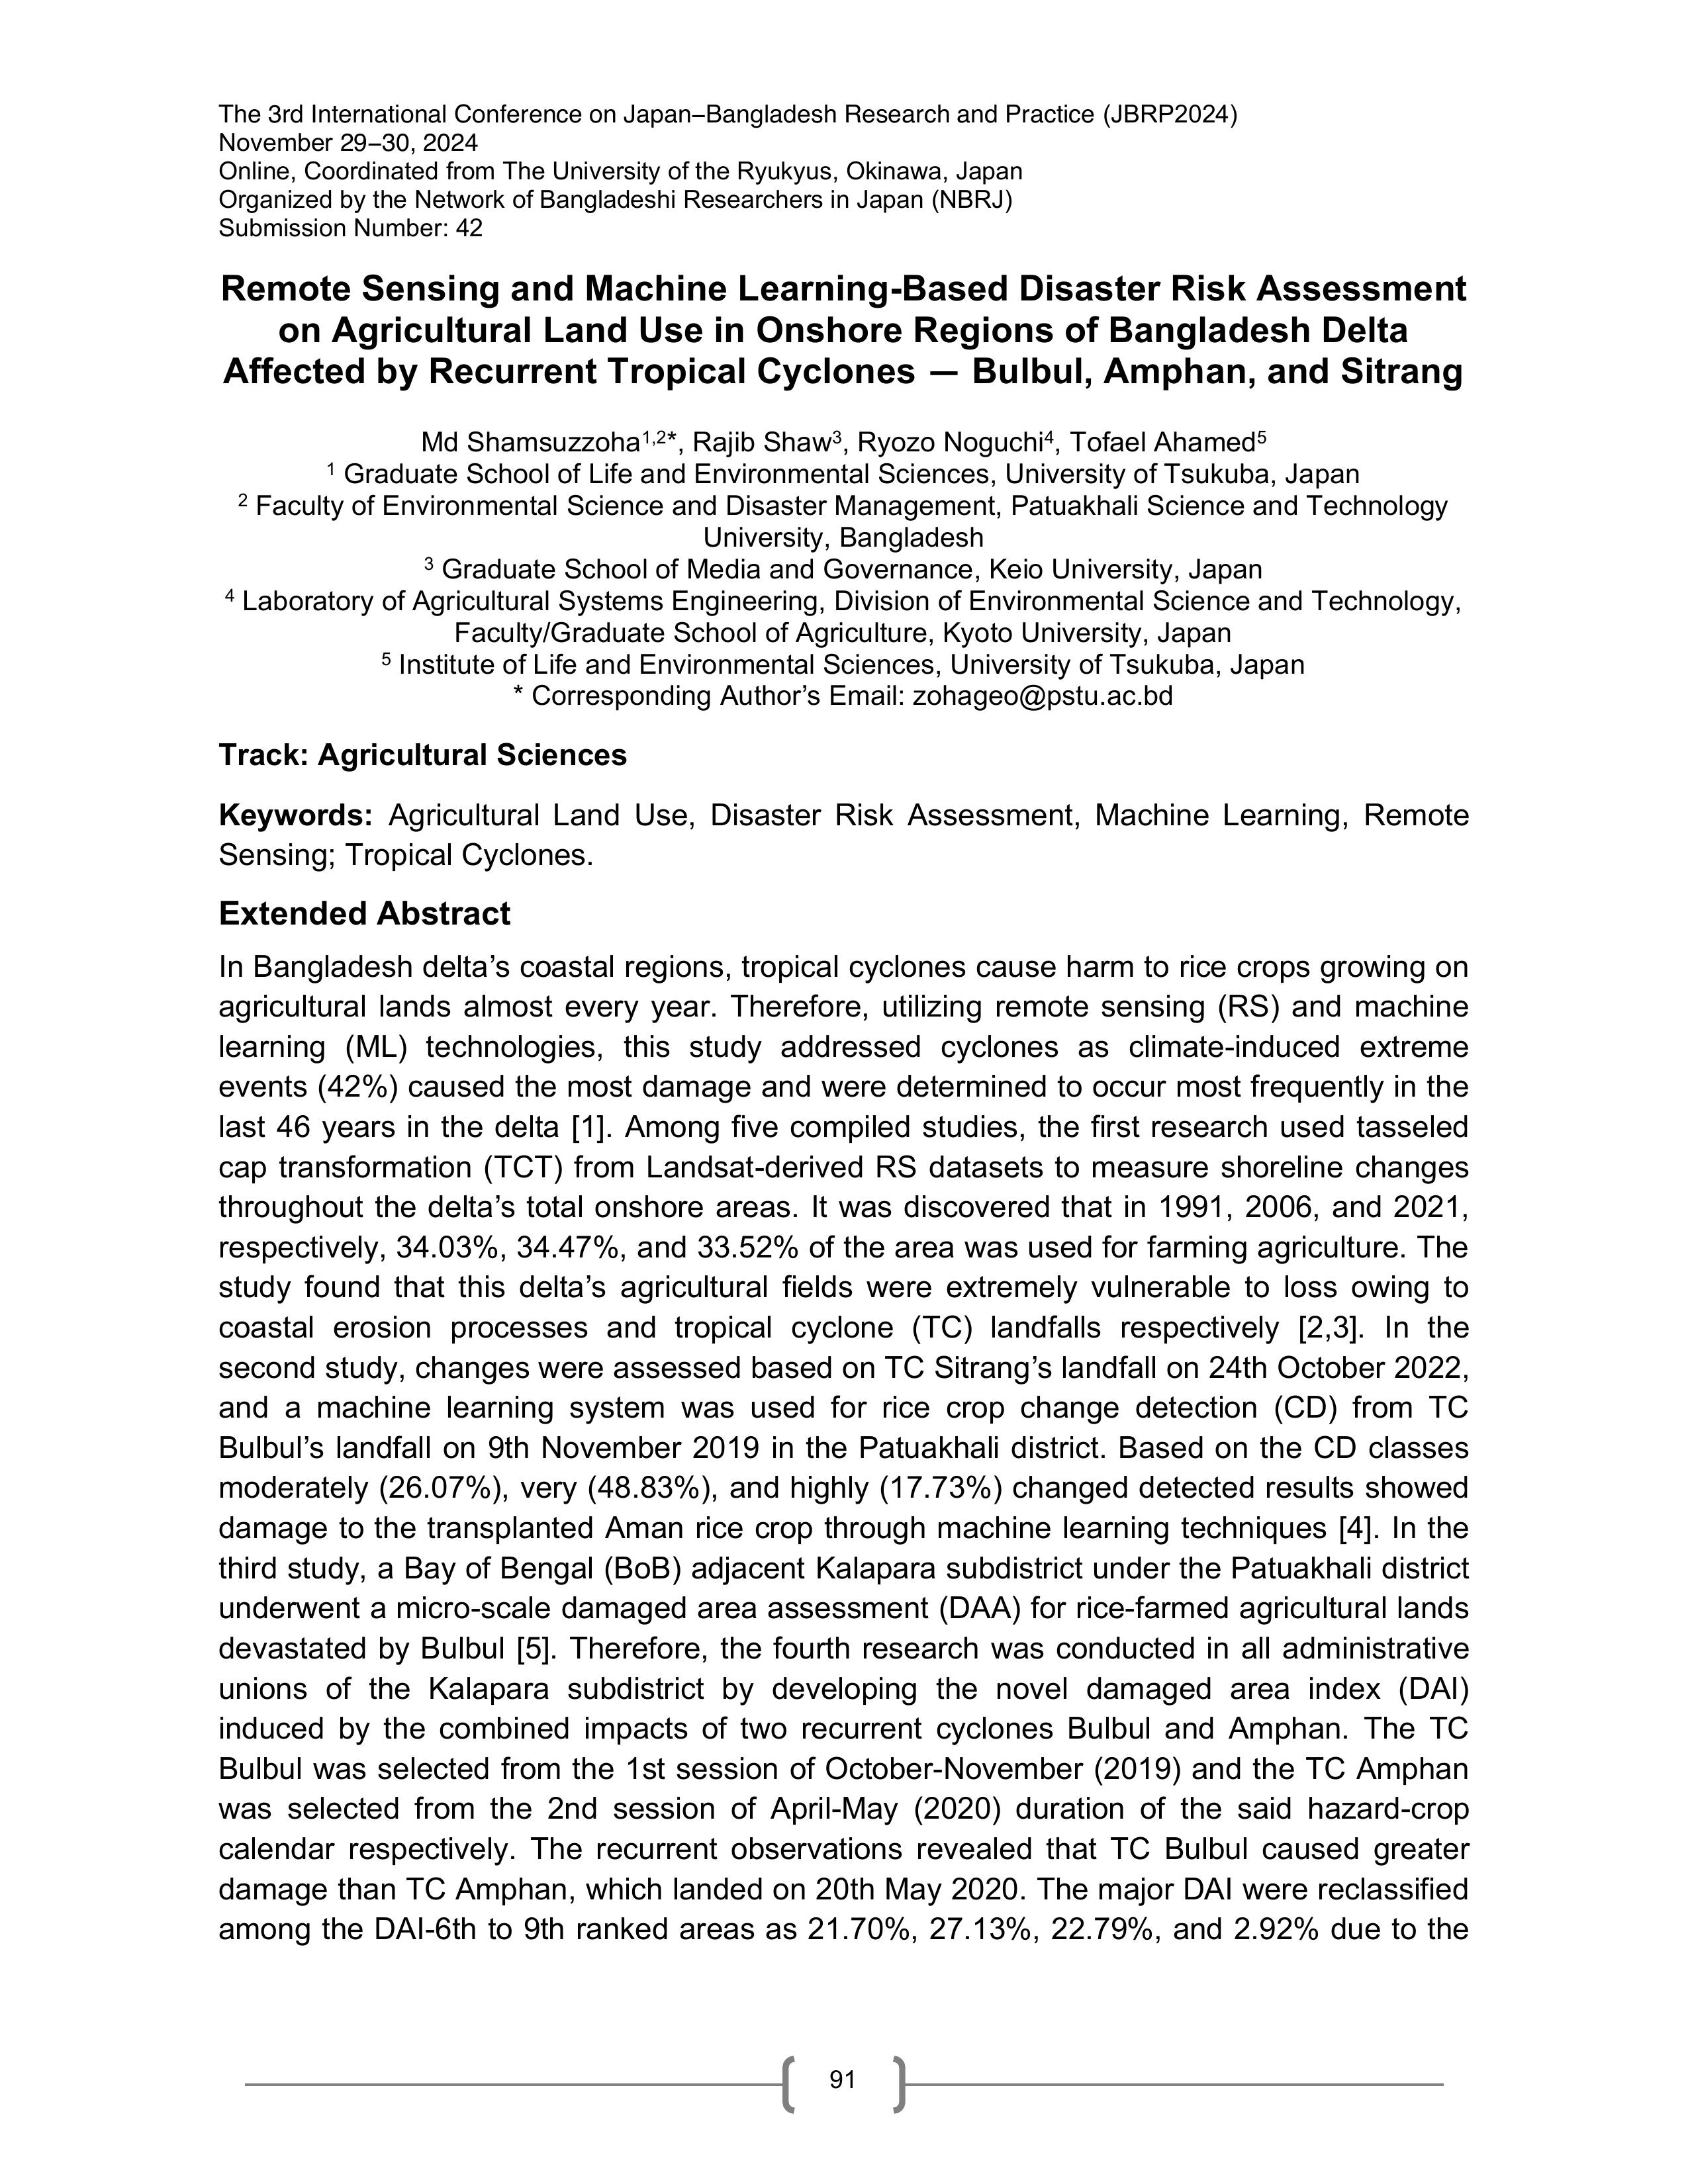 The 3rd International Conference on Japan–Bangladesh Research and Practice (JBRP2024)
November 29–30, 2024
Online, Coordinated from The University of the Ryukyus, Okinawa, Japan
Organized by the Network of Bangladeshi Researchers in Japan (NBRJ)
Submission Number: 42
Remote Sensing and Machine Learning-Based Disaster Risk Assessment
on Agricultural Land Use in Onshore Regions of Bangladesh Delta
Affected by Recurrent Tropical Cyclones — Bulbul, Amphan, and Sitrang
Md Shamsuzzoha1,2*, Rajib Shaw3, Ryozo Noguchi4, Tofael Ahamed5
1 Graduate School of Life and Environmental Sciences, University of Tsukuba, Japan
2 Faculty of Environmental Science and Disaster Management, Patuakhali Science and Technology
University, Bangladesh
3 Graduate School of Media and Governance, Keio University, Japan
4 Laboratory of Agricultural Systems Engineering, Division of Environmental Science and Technology,
Faculty/Graduate School of Agriculture, Kyoto University, Japan
5 Institute of Life and Environmental Sciences, University of Tsukuba, Japan
* Corresponding Author’s Email: zohageo@pstu.ac.bd
Track: Agricultural Sciences
Keywords: Agricultural Land Use, Disaster Risk Assessment, Machine Learning, Remote
Sensing; Tropical Cyclones.
Extended Abstract
In Bangladesh delta’s coastal regions, tropical cyclones cause harm to rice crops growing on
agricultural lands almost every year. Therefore, utilizing remote sensing (RS) and machine
learning (ML) technologies, this study addressed cyclones as climate-induced extreme
events (42%) caused the most damage and were determined to occur most frequently in the
last 46 years in the delta [1]. Among five compiled studies, the first research used tasseled
cap transformation (TCT) from Landsat-derived RS datasets to measure shoreline changes
throughout the delta’s total onshore areas. It was discovered that in 1991, 2006, and 2021,
respectively, 34.03%, 34.47%, and 33.52% of the area was used for farming agriculture. The
study found that this delta’s agricultural fields were extremely vulnerable to loss owing to
coastal erosion processes and tropical cyclone (TC) landfalls respectively [2,3]. In the
second study, changes were assessed based on TC Sitrang’s landfall on 24th October 2022,
and a machine learning system was used for rice crop change detection (CD) from TC
Bulbul’s landfall on 9th November 2019 in the Patuakhali district. Based on the CD classes
moderately (26.07%), very (48.83%), and highly (17.73%) changed detected results showed
damage to the transplanted Aman rice crop through machine learning techniques [4]. In the
third study, a Bay of Bengal (BoB) adjacent Kalapara subdistrict under the Patuakhali district
underwent a micro-scale damaged area assessment (DAA) for rice-farmed agricultural lands
devastated by Bulbul [5]. Therefore, the fourth research was conducted in all administrative
unions of the Kalapara subdistrict by developing the novel damaged area index (DAI)
induced by the combined impacts of two recurrent cyclones Bulbul and Amphan. The TC
Bulbul was selected from the 1st session of October-November (2019) and the TC Amphan
was selected from the 2nd session of April-May (2020) duration of the said hazard-crop
calendar respectively. The recurrent observations revealed that TC Bulbul caused greater
damage than TC Amphan, which landed on 20th May 2020. The major DAI were reclassified
among the DAI-6th to 9th ranked areas as 21.70%, 27.13%, 22.79%, and 2.92% due to the
91